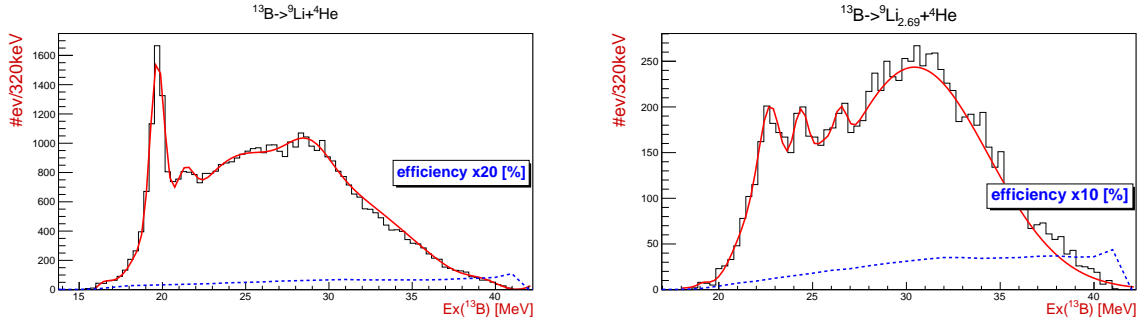 ¹³B->⁹Li+⁴He
#ev/320keV
1600
1400
1200
1000
800
600
400
200
0
efficiency x20 [%]
15 20 25 30 35 40
Ex(¹³B) [MeV]
¹³B->⁹Li₂.₆₉+⁴He
#ev/320keV
250
200
150
100
50
0
efficiency x10 [%]
20 25 30 35 40
Ex(¹³B) [MeV]